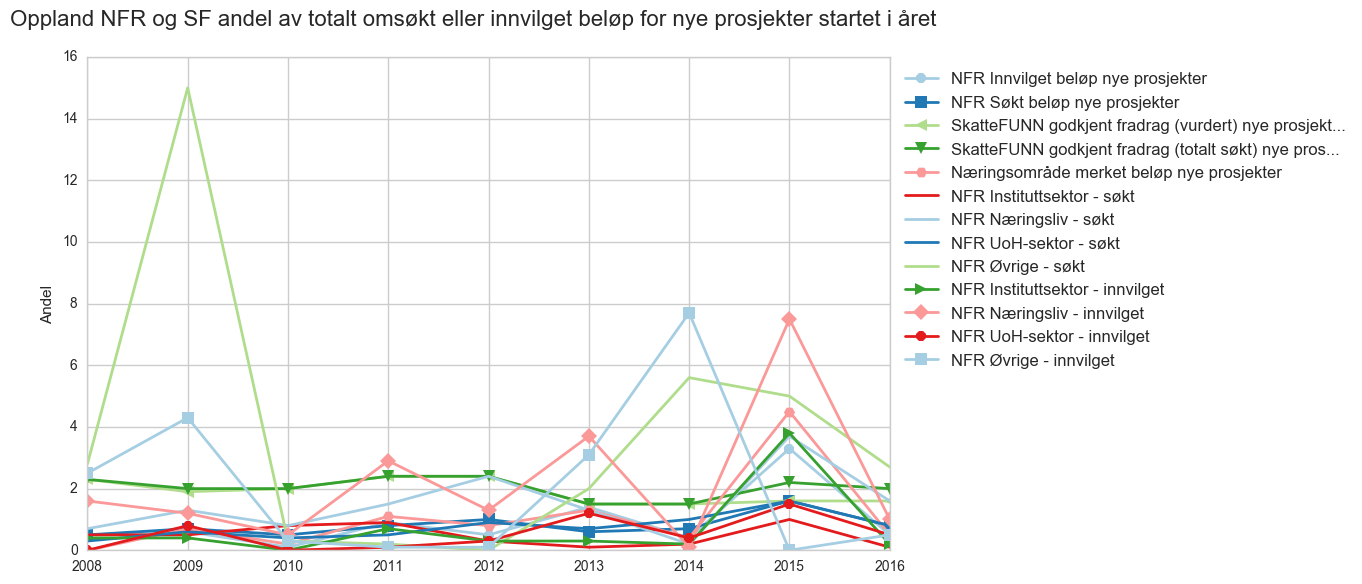 Oppland NFR og SF andel av totalt omsøkt eller innvilget beløp for nye prosjekter startet i året
16
14
12
10
8
6
4
2
0
Andel
2008 2009 2010 2011 2012 2013 2014 2015 2016
NFR Innvilget beløp nye prosjekter
NFR Søkt beløp nye prosjekter
SkatteFUNN godkjent fradrag (vurdert) nye prosjekt...
SkatteFUNN godkjent fradrag (totalt søkt) nye pros...
Næringsområde merket beløp nye prosjekter
NFR Instituttsektor - søkt
NFR Næringsliv - søkt
NFR UoH-sektor - søkt
NFR Øvrige - søkt
NFR Instituttsektor - innvilget
NFR Næringsliv - innvilget
NFR UoH-sektor - innvilget
NFR Øvrige - innvilget